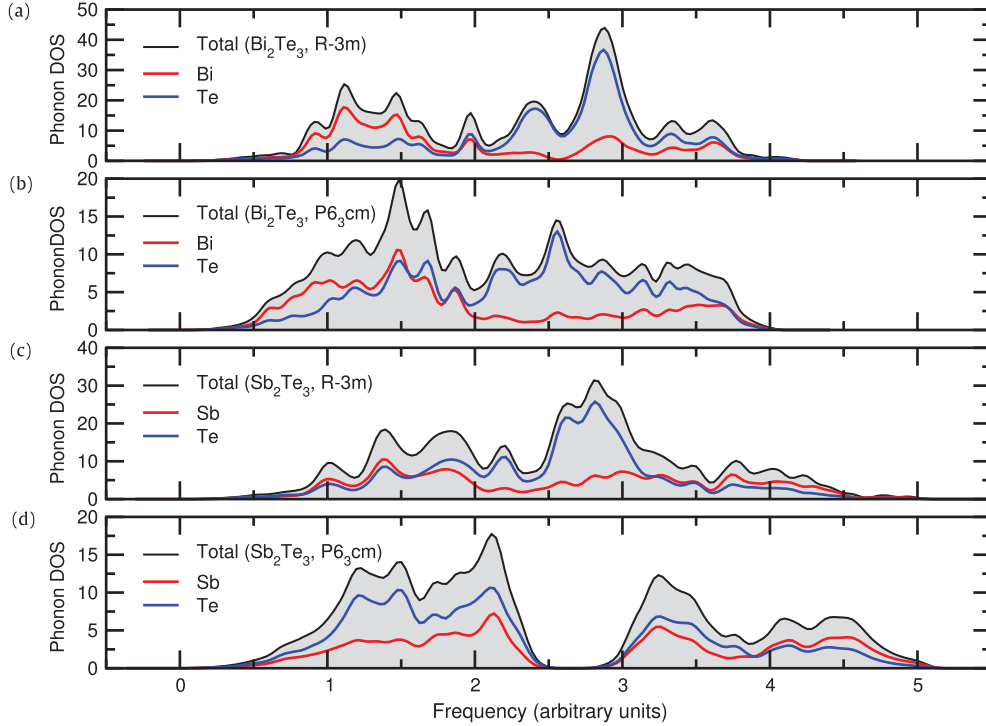 (a)
Phonon DOS
50
40
30
20
10
0
Total (Bi₂Te₃, R-3m)
Bi
Te
(b)
PhononDOS
20
15
10
5
0
Total (Bi₂Te₃, P6₃cm)
Bi
Te
(c)
Phonon DOS
40
30
20
10
0
Total (Sb₂Te₃, R-3m)
Sb
Te
(d)
Phonon DOS
20
15
10
5
0
Total (Sb₂Te₃, P6₃cm)
Sb
Te
0 1 2 3 4 5
Frequency (arbitrary units)